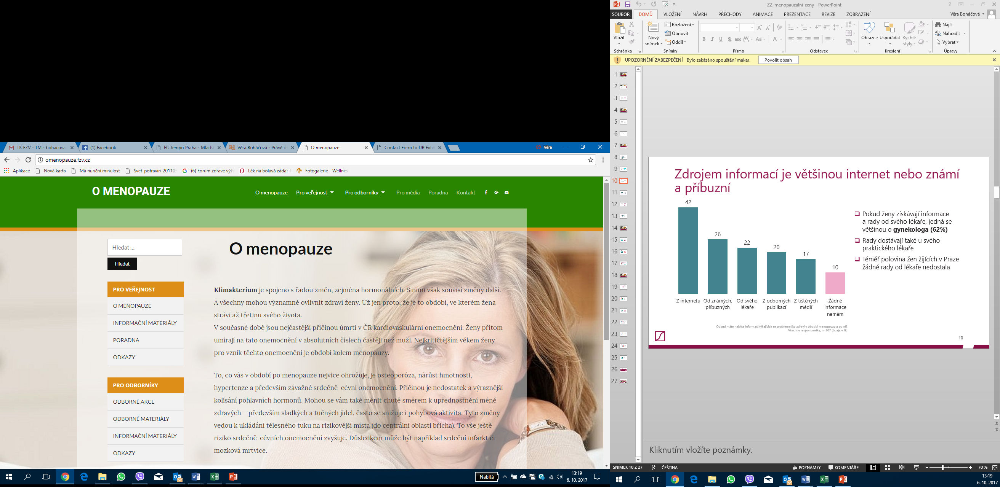 TK FZV - TM - bohacova
(1) Facebook
FC Tempo Praha - Mladš
Věra Boháčová - Právě d
O menopauze
Contact Form to DB Exte
Věra
omenopauze.fzv.cz
Aplikace
Nová karta
Má nuriční minulost
Svet_potravin_20110
(6) Forum zdravé výži
Lék na bolavá záda?
Fotogalerie - Wellnes
O MENOPAUZE
O menopauze
Pro veřejnost
Pro odborníky
Pro média
Poradna
Kontakt
Hledat ...
Hledat
PRO VEŘEJNOST
O MENOPAUZE
INFORMAČNÍ MATERIÁLY
PORADNA
ODKAZY
PRO ODBORNÍKY
ODBORNÉ AKCE
ODBORNÉ MATERIÁLY
INFORMAČNÍ MATERIÁLY
ODKAZY
O menopauze
Klimakterium je spojeno s řadou změn, zejména hormonálních. S nimi však souvisí změny další.
A všechny mohou významně ovlivnit zdraví ženy. Už jen proto, že je to období, ve kterém žena
stráví až třetinu svého života.
V současné době jsou nejčastější příčinou úmrtí v ČR kardiovaskulární onemocnění. Ženy přitom
umírají na tato onemocnění v absolutních číslech častěji než muži. Nejkritičtějším věkem ženy
pro vznik těchto onemocnění je období kolem menopauzy.
To, co vás v období po menopauze nejvíce ohrožuje, je osteoporóza, nárůst hmotnosti,
hypertenze a především závažné srdečně-cévní onemocnění. Příčinou je nedostatek a výraznější
kolísání pohlavních hormonů. Mohou se vám také měnit chutě směrem k upřednostnění méně
zdravých – především sladkých a tučných jídel, často se snižuje i pohybová aktivita. Tyto změny
vedou k ukládání tělesného tuku na rizikovější místa (do centrální oblasti břicha). To vše ještě
riziko srdečně-cévních onemocnění zvyšuje. Důsledkem může být například srdeční infarkt či
mozková mrtvice.
Nabitá
13:19
6. 10. 2017
ZZ_menopauzalni_zeny - PowerPoint
SOUBOR
DOMŮ
VLOŽENÍ
NÁVRH
PŘECHODY
ANIMACE
PREZENTACE
REVIZE
ZOBRAZENÍ
Věra Boháčová
Vložit
Nový
snímek
Rozložení
Obnovit
Oddíl
Obrazce
Uspořádat
Rychlé
styly
Najít
Nahradit
Vybrat
Schránka
Snímky
Písmo
Odstavec
Kreslení
Úpravy
UPOZORNĚNÍ ZABEZPEČENÍ Bylo zakázáno spouštění maker.
Povolit obsah
1
2
3
4
5
6
7
8
9
10
11
12
13
14
15
16
17
18
19
20
21
22
23
24
25
26
27
Zdrojem informací je většinou internet nebo známí
a příbuzní
42
26
22
20
17
10
Z internetu
Od známých,
příbuzných
Od svého
lékaře
Z odborných
publikací
Z tištěných
médií
Žádné
informace
nemám
Pokud ženy získávají informace
a rady od svého lékaře, jedná se
většinou o gynekologa (62%)
Rady dostávají také u svého
praktického lékaře
Téměř polovina žen žijících v Praze
žádné rady od lékaře nedostala
Odkud máte nejvíce informací týkajících se problematiky zdraví v období menopauzy a po ní?
Všechny respondentky, n=507 (údaje v %)
10
Kliknutím vložíte poznámky.
SNÍMEK 10 Z 27
ČEŠTINA
POZNÁMKY
KOMENTÁŘE
70 %
13:19
6. 10. 2017